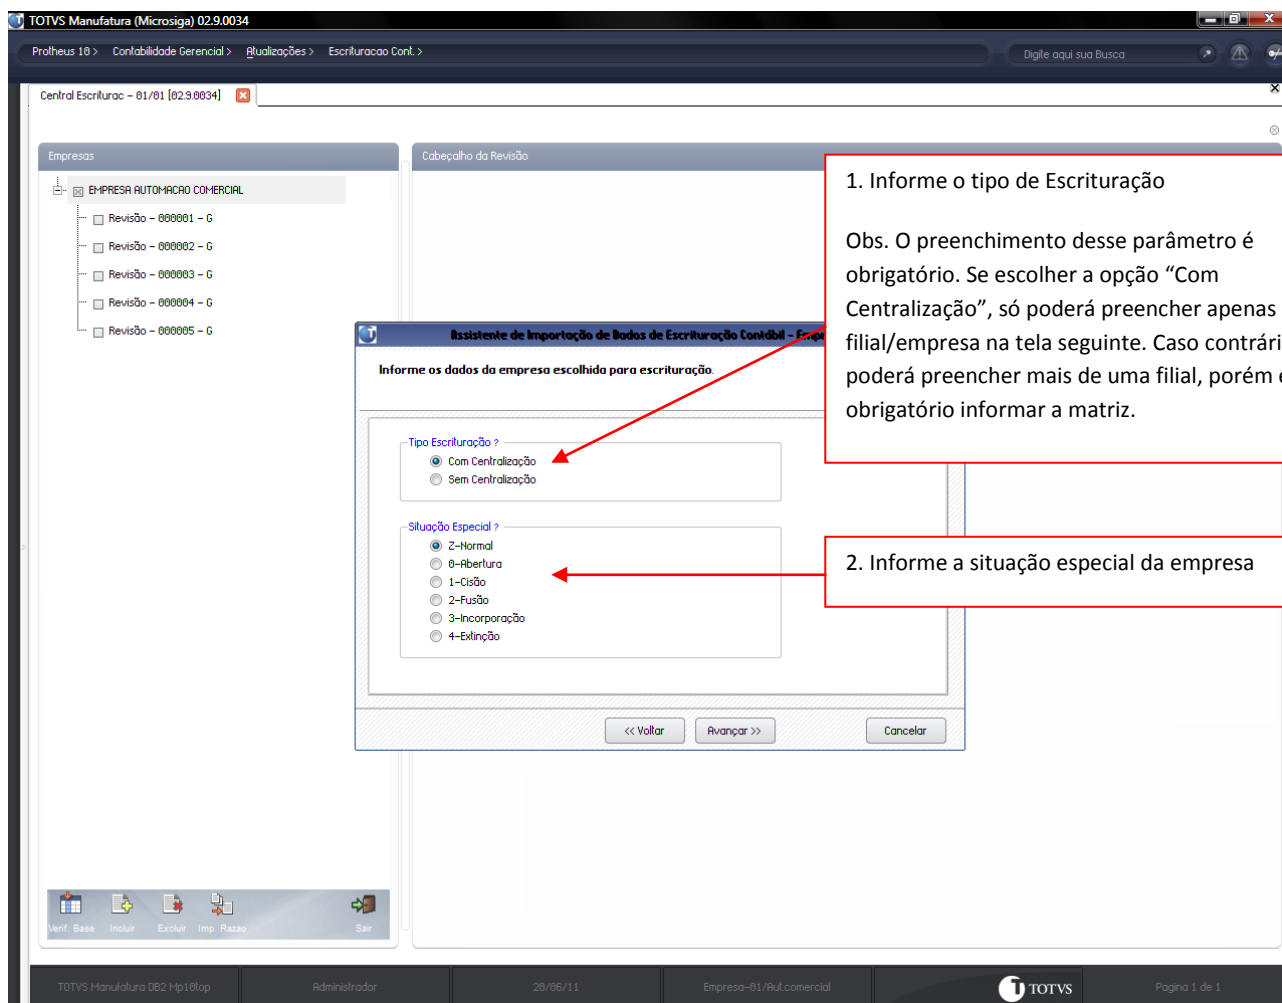 TOTVS Manufatura (Microsiga) 02.9.0034
Protheus 10 > Contabilidade Gerencial > Atualizações > Escrituracao Cont. >
Digite aqui sua Busca
Central Escriturac - 01/01 [02.9.0034]
Empresas
Cabeçalho da Revisão
EMPRESA AUTOMACAO COMERCIAL
Revisão - 000001 - G
Revisão - 000002 - G
Revisão - 000003 - G
Revisão - 000004 - G
Revisão - 000005 - G
1. Informe o tipo de Escrituração
Obs. O preenchimento desse parâmetro é
obrigatório. Se escolher a opção “Com
Centralização”, só poderá preencher apenas
filial/empresa na tela seguinte. Caso contrári
poderá preencher mais de uma filial, porém é
obrigatório informar a matriz.
Assistente de Importação de Dados de Escrituração Contábil - Empr
Informe os dados da empresa escolhida para escrituração.
Tipo Escrituração ?
Com Centralização
Sem Centralização
Situação Especial ?
Z-Normal
0-Abertura
1-Cisão
2-Fusão
3-Incorporação
4-Extinção
2. Informe a situação especial da empresa
<< Voltar
Avançar >>
Cancelar
Verif. Base
Incluir
Excluir
Imp. Razao
Sair
TOTVS Manufatura DB2 Mp10top
Administrador
20/06/11
Empresa-01/Aut.comercial
TOTVS
Pagina 1 de 1